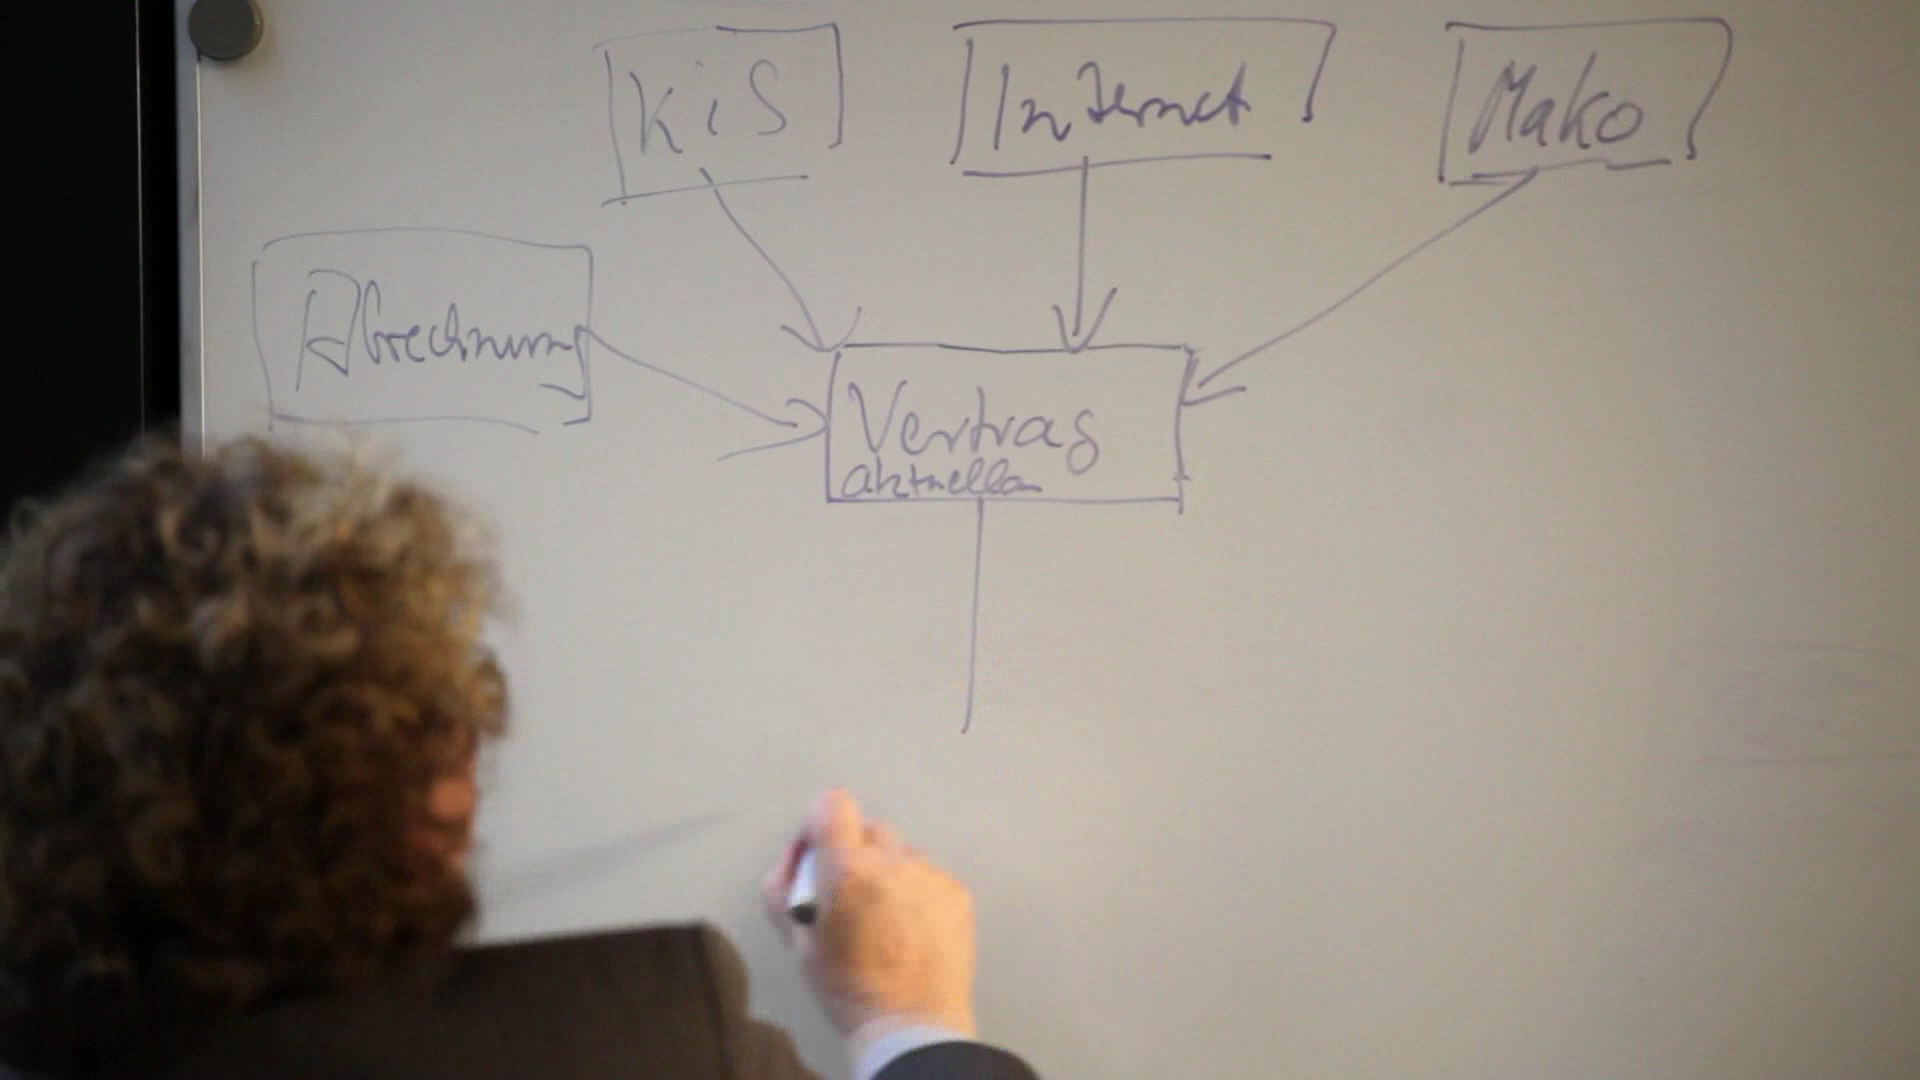 KiS
Internet
Mako
Abrechnung
Vertrag
aktuellen